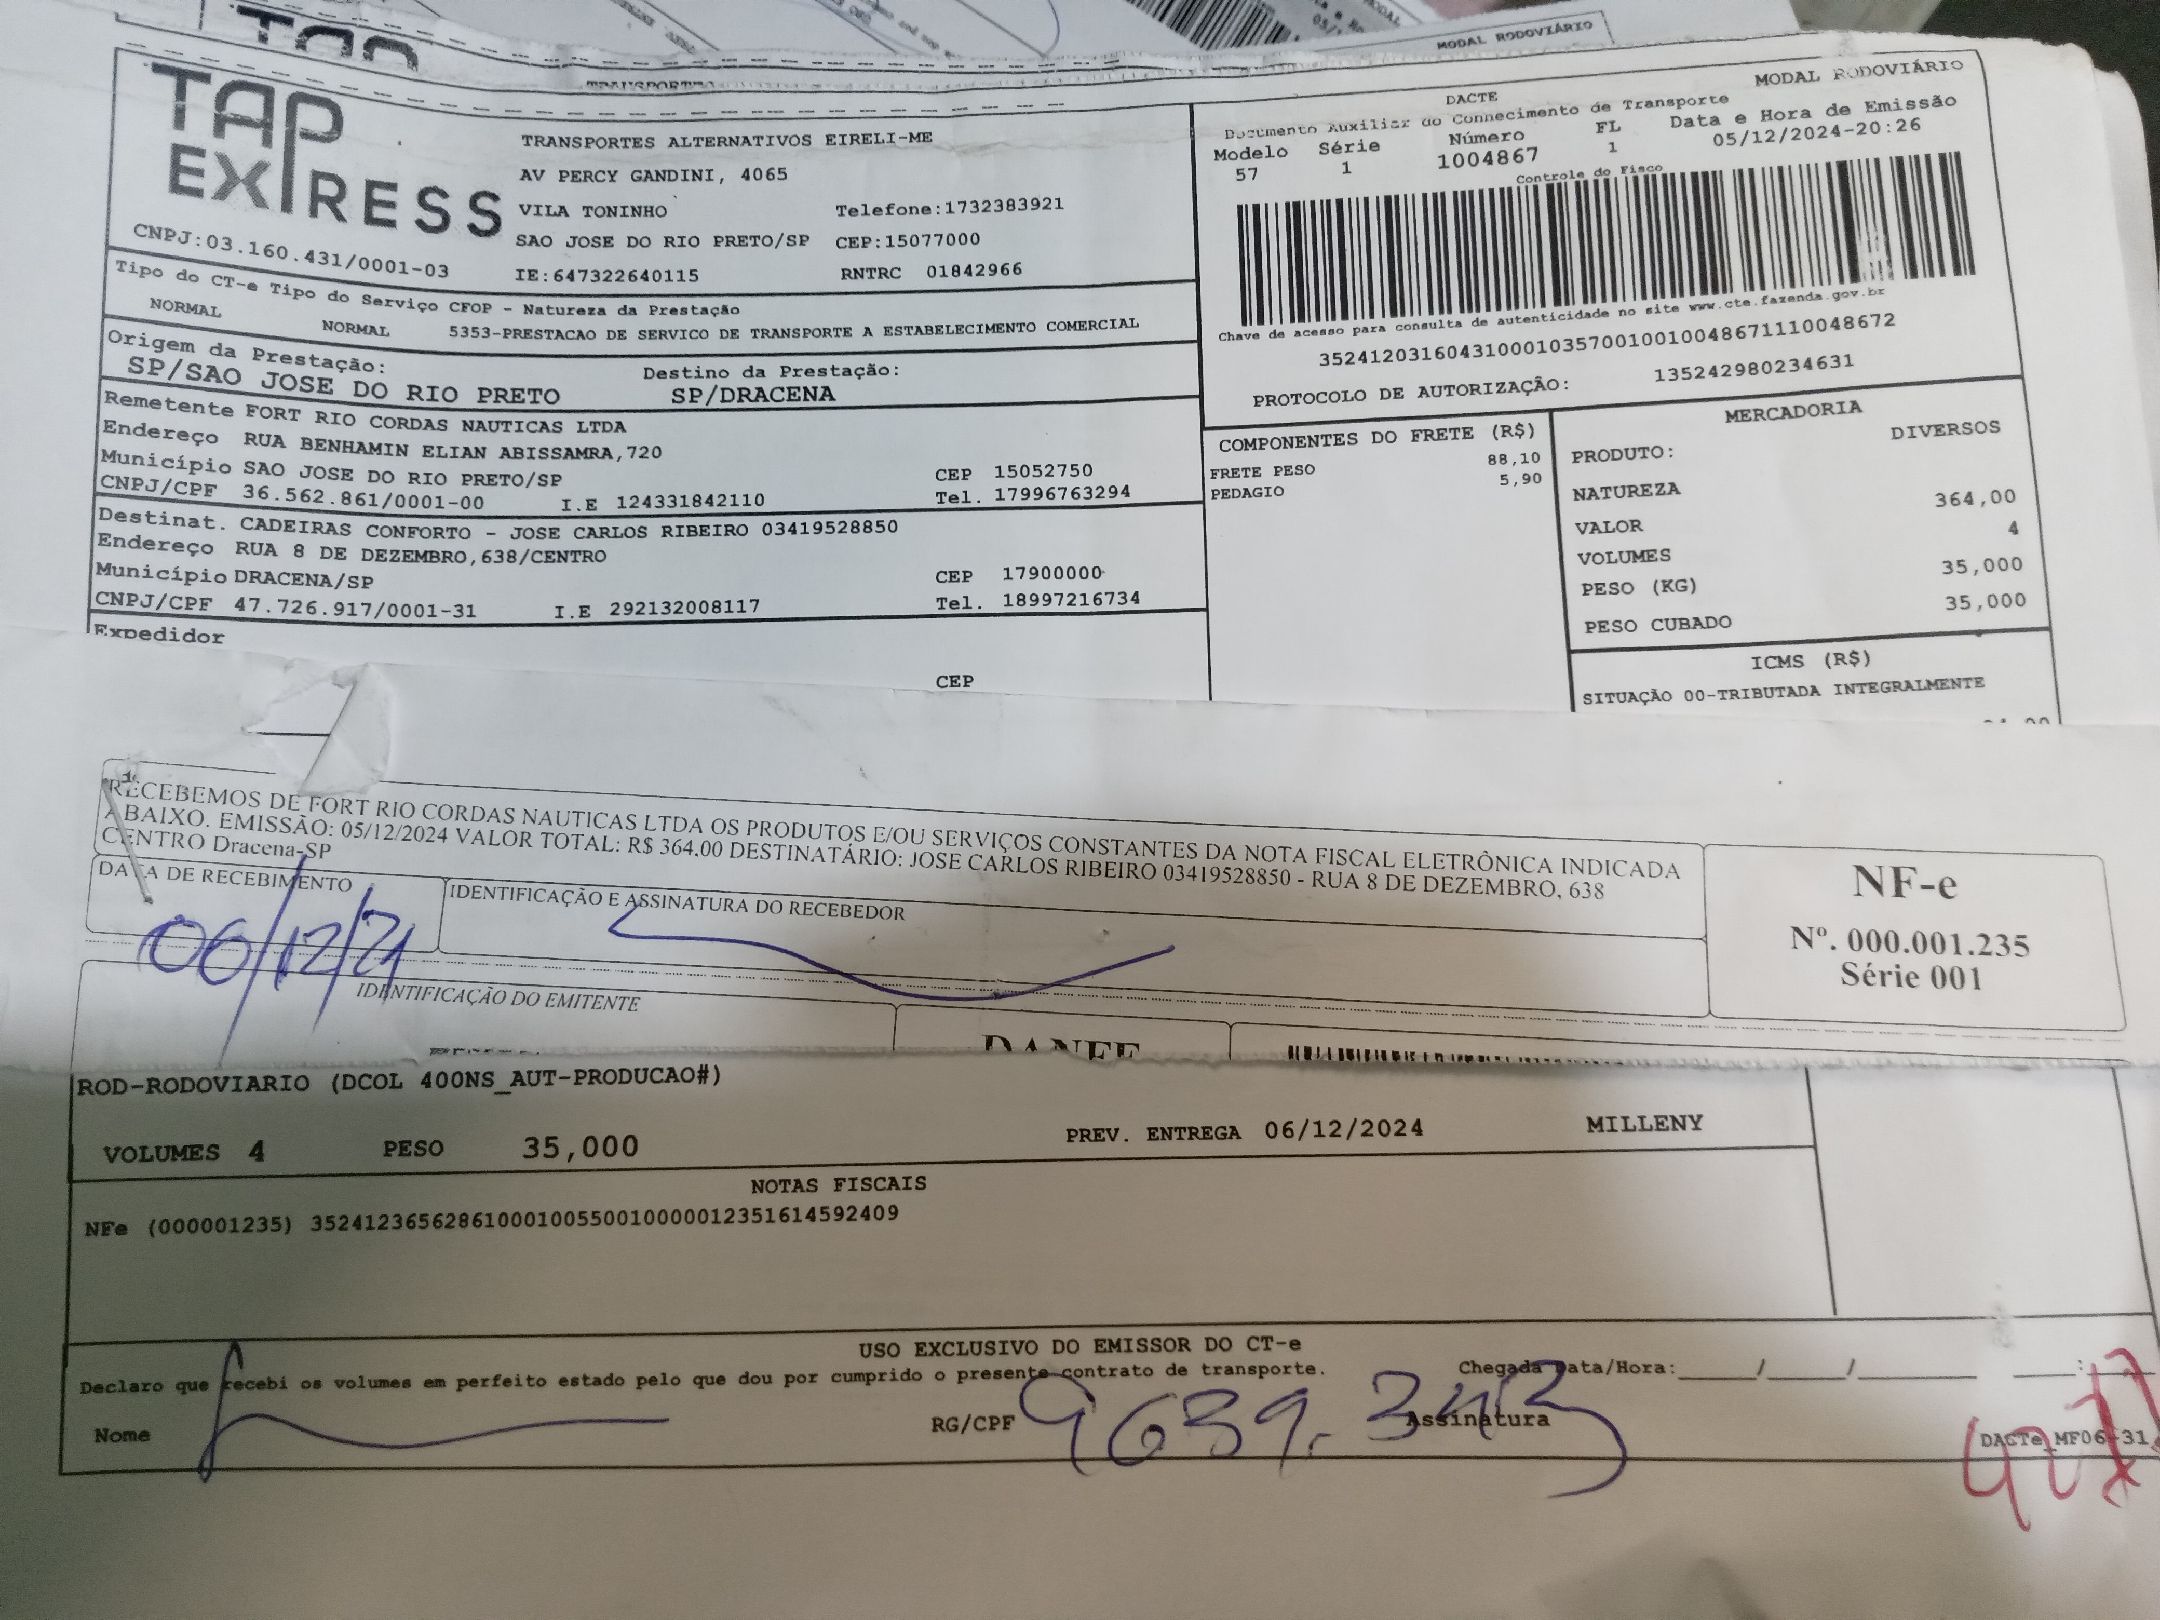 MODAL RODOVIÁRIO
TAP EXPRESS
CNPJ:03.160.431/0001-03
TRANSPORTES ALTERNATIVOS EIRELI-ME
AV PERCY GANDINI, 4065
VILA TONINHO Telefone:1732383921
SAO JOSE DO RIO PRETO/SP CEP:15077000
IE:647322640115 RNTRC 01842966
MODAL RODOVIÁRIO
DACTE
Documento Auxiliar do Conhecimento de Transporte
Modelo Série Número FL Data e Hora de Emissão
57 1 1004867 1 05/12/2024-20:26
Controle do Fisco
Chave de acesso para consulta de autenticidade no site www.cte.fazenda.gov.br
35241203160431000103570010010048671110048672
PROTOCOLO DE AUTORIZAÇÃO: 135242980234631
Tipo do CT-e Tipo do Serviço CFOP - Natureza da Prestação
NORMAL NORMAL 5353-PRESTACAO DE SERVICO DE TRANSPORTE A ESTABELECIMENTO COMERCIAL
Origem da Prestação: Destino da Prestação:
SP/SAO JOSE DO RIO PRETO SP/DRACENA
Remetente FORT RIO CORDAS NAUTICAS LTDA
Endereço RUA BENHAMIN ELIAN ABISSAMRA,720
Município SAO JOSE DO RIO PRETO/SP CEP 15052750
CNPJ/CPF 36.562.861/0001-00 I.E 124331842110 Tel. 17996763294
Destinat. CADEIRAS CONFORTO - JOSE CARLOS RIBEIRO 03419528850
Endereço RUA 8 DE DEZEMBRO,638/CENTRO
Município DRACENA/SP CEP 17900000
CNPJ/CPF 47.726.917/0001-31 I.E 292132008117 Tel. 18997216734
Expedidor
CEP
COMPONENTES DO FRETE (R$)
FRETE PESO 88,10
PEDAGIO 5,90
MERCADORIA
PRODUTO: DIVERSOS
NATUREZA
VALOR 364,00
VOLUMES 4
PESO (KG) 35,000
PESO CUBADO 35,000
ICMS (R$)
SITUAÇÃO 00-TRIBUTADA INTEGRALMENTE
RECEBEMOS DE FORT RIO CORDAS NAUTICAS LTDA OS PRODUTOS E/OU SERVIÇOS CONSTANTES DA NOTA FISCAL ELETRÔNICA INDICADA
ABAIXO. EMISSÃO: 05/12/2024 VALOR TOTAL: R$ 364.00 DESTINATÁRIO: JOSE CARLOS RIBEIRO 03419528850 - RUA 8 DE DEZEMBRO, 638
CENTRO Dracena-SP
DATA DE RECEBIMENTO IDENTIFICAÇÃO E ASSINATURA DO RECEBEDOR
06/12/24
NF-e
Nº. 000.001.235
Série 001
IDENTIFICAÇÃO DO EMITENTE
DANFE
ROD-RODOVIARIO (DCOL 400NS_AUT-PRODUCAO#)
VOLUMES 4 PESO 35,000 PREV. ENTREGA 06/12/2024 MILLENY
NOTAS FISCAIS
NFe (000001235) 35241236562861000100550010000012351614592409
USO EXCLUSIVO DO EMISSOR DO CT-e
Declaro que recebi os volumes em perfeito estado pelo que dou por cumprido o presente contrato de transporte. Chegada Data/Hora:
Nome RG/CPF 9639.343 Assinatura
DACTe_MF06-31